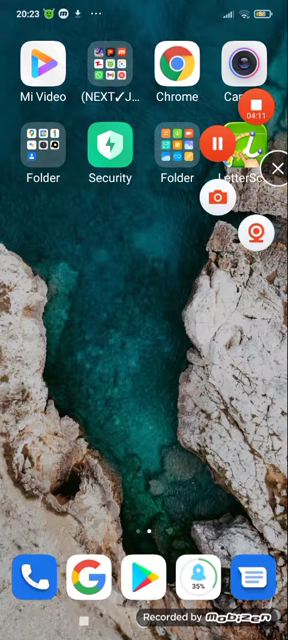 20:23
Mi Video
(NEXT✓J...
Chrome
Ca
04:11
Folder
Security
Folder
LetterSc
35%
Recorded by mobizen